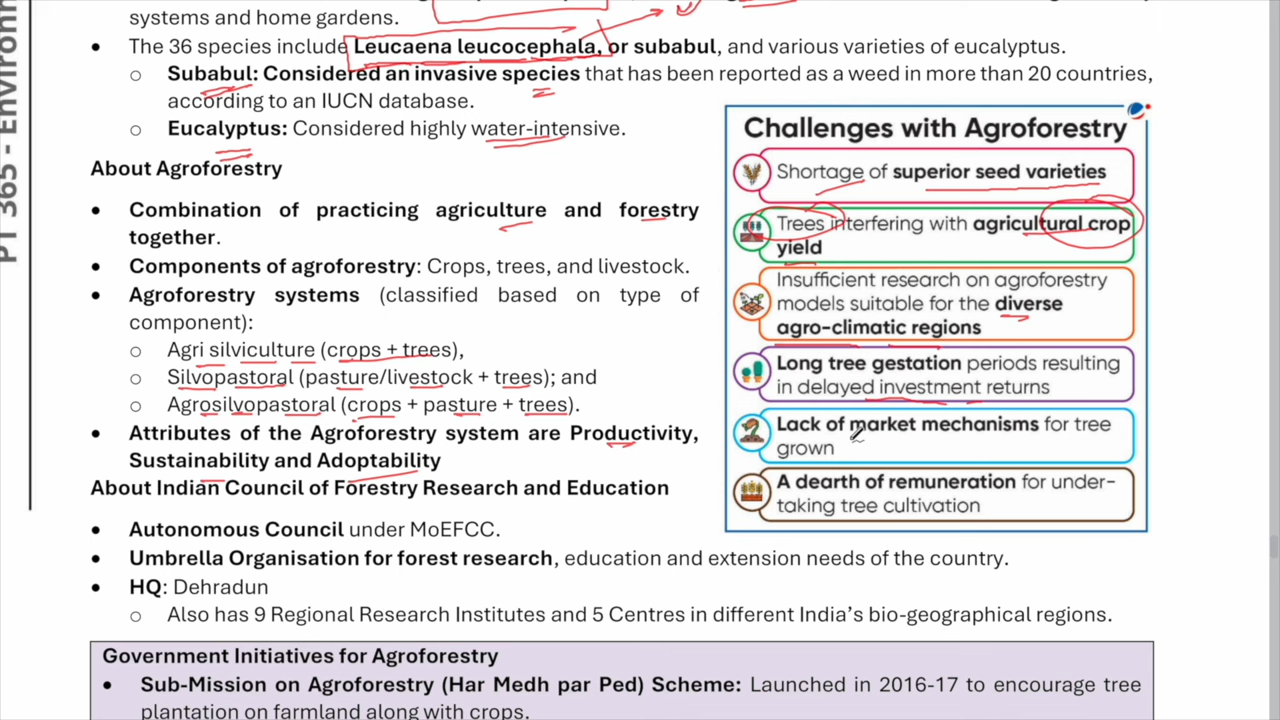 systems and home gardens.
• The 36 species include Leucaena leucocephala, or subabul, and various varieties of eucalyptus.
o Subabul: Considered an invasive species that has been reported as a weed in more than 20 countries,
according to an IUCN database.
o Eucalyptus: Considered highly water-intensive.
About Agroforestry
• Combination of practicing agriculture and forestry
together.
• Components of agroforestry: Crops, trees, and livestock.
• Agroforestry systems (classified based on type of
component):
o Agri silviculture (crops + trees),
o Silvopastoral (pasture/livestock + trees); and
o Agrosilvopastoral (crops + pasture + trees).
• Attributes of the Agroforestry system are Productivity,
Sustainability and Adoptability
Challenges with Agroforestry
Shortage of superior seed varieties
Trees interfering with agricultural crop
yield
Insufficient research on agroforestry
models suitable for the diverse
agro-climatic regions
Long tree gestation periods resulting
in delayed investment returns
Lack of market mechanisms for tree
grown
A dearth of remuneration for under-
taking tree cultivation
About Indian Council of Forestry Research and Education
• Autonomous Council under MoEFCC.
• Umbrella Organisation for forest research, education and extension needs of the country.
• HQ: Dehradun
o Also has 9 Regional Research Institutes and 5 Centres in different India's bio-geographical regions.
Government Initiatives for Agroforestry
• Sub-Mission on Agroforestry (Har Medh par Ped) Scheme: Launched in 2016-17 to encourage tree
plantation on farmland along with crops.
PT 365 -